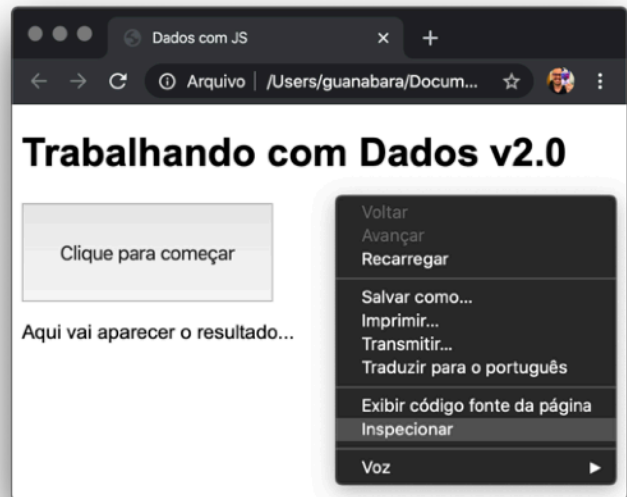 Dados com JS
Arquivo | /Users/guanabara/Docum...
Trabalhando com Dados v2.0
Clique para começar
Aqui vai aparecer o resultado...
Voltar
Avançar
Recarregar
Salvar como...
Imprimir...
Transmitir...
Traduzir para o português
Exibir código fonte da página
Inspecionar
Voz